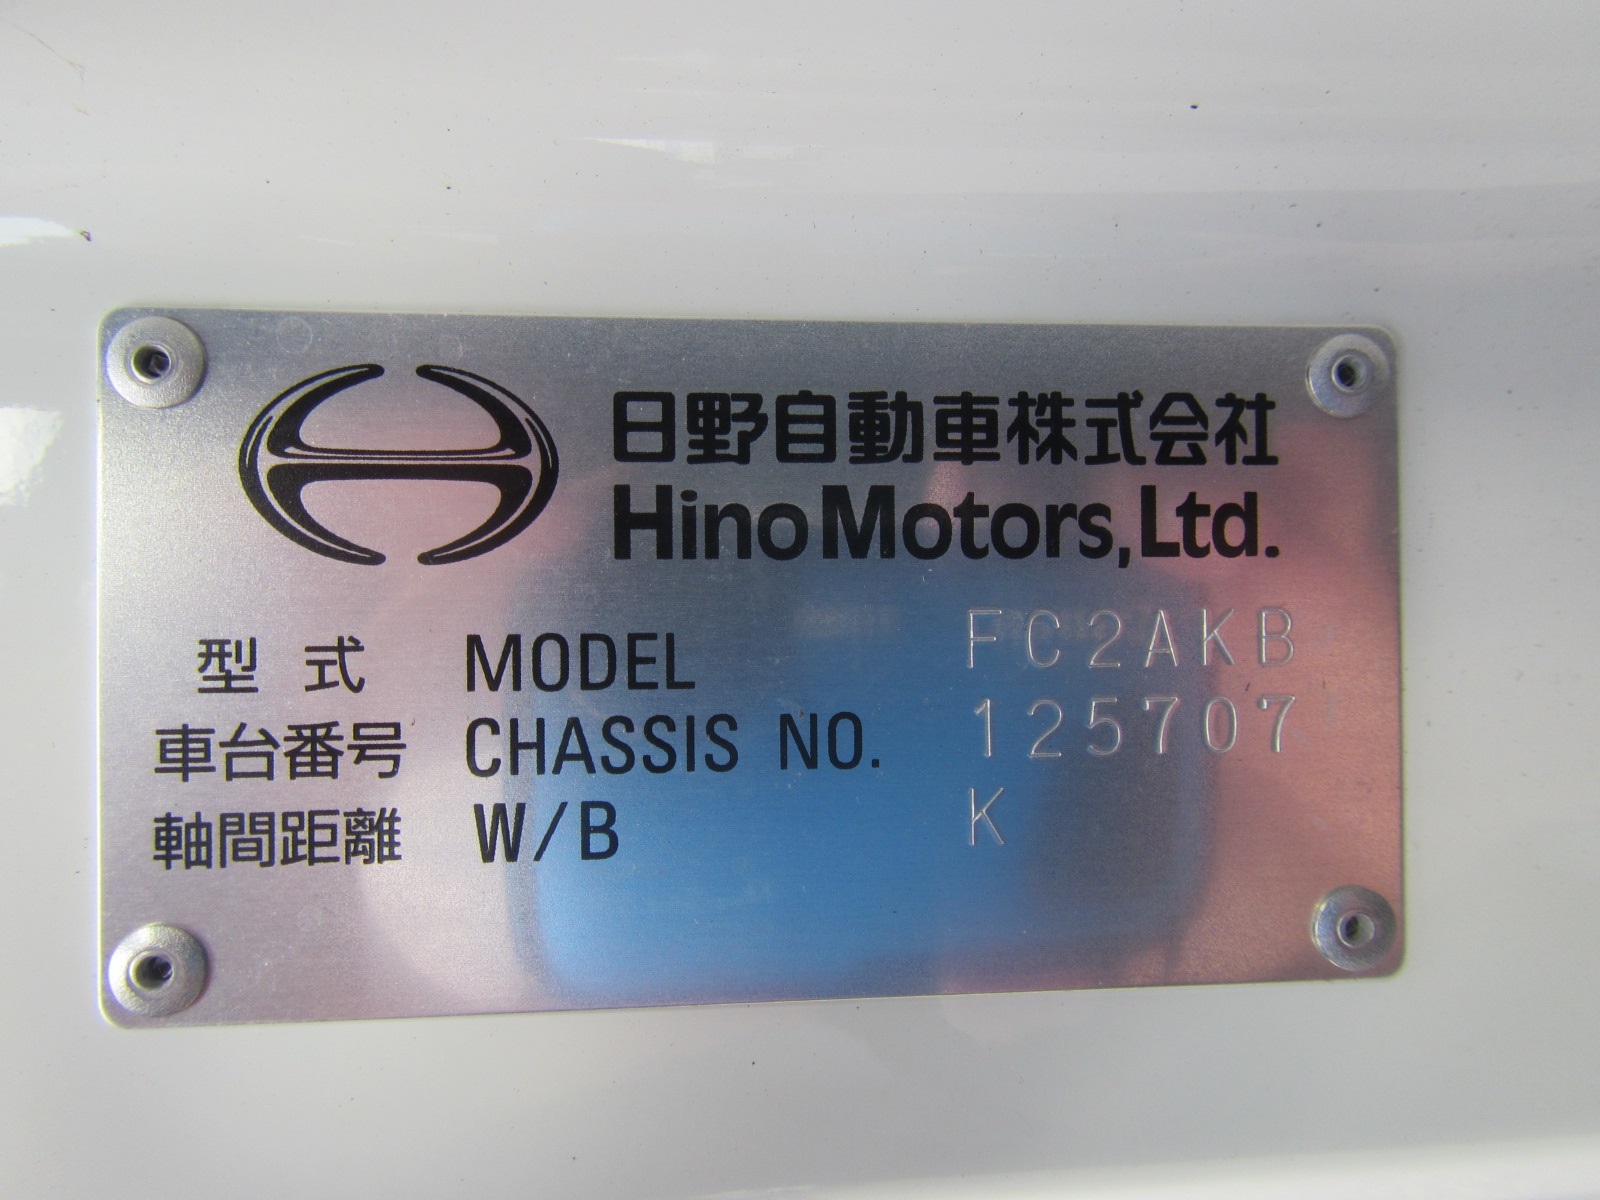 日野自動車株式会社
Hino Motors, Ltd.
型式 MODEL FC2AKB
車台番号 CHASSIS NO. 125707
軸間距離 W/B K